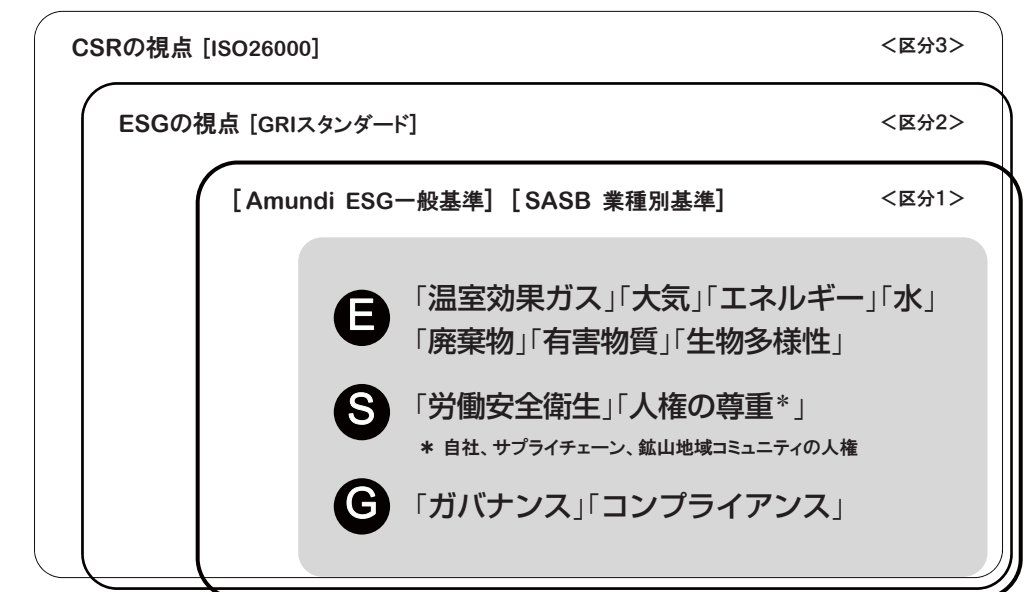 CSRの視点 [ISO26000] <区分3>
ESGの視点 [GRIスタンダード] <区分2>
[Amundi ESG一般基準] [SASB 業種別基準] <区分1>
E 「温室効果ガス」「大気」「エネルギー」「水」
「廃棄物」「有害物質」「生物多様性」
S 「労働安全衛生」「人権の尊重*」
* 自社、サプライチェーン、鉱山地域コミュニティの人権
G 「ガバナンス」「コンプライアンス」